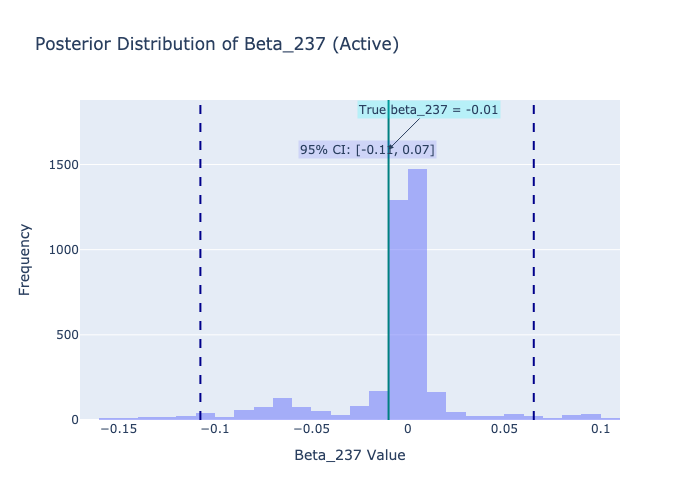 Posterior Distribution of Beta_237 (Active)
True beta_237 = -0.01
95% CI: [-0.11, 0.07]
1500
1000
500
0
Frequency
−0.15
−0.1
−0.05
0
0.05
0.1
Beta_237 Value